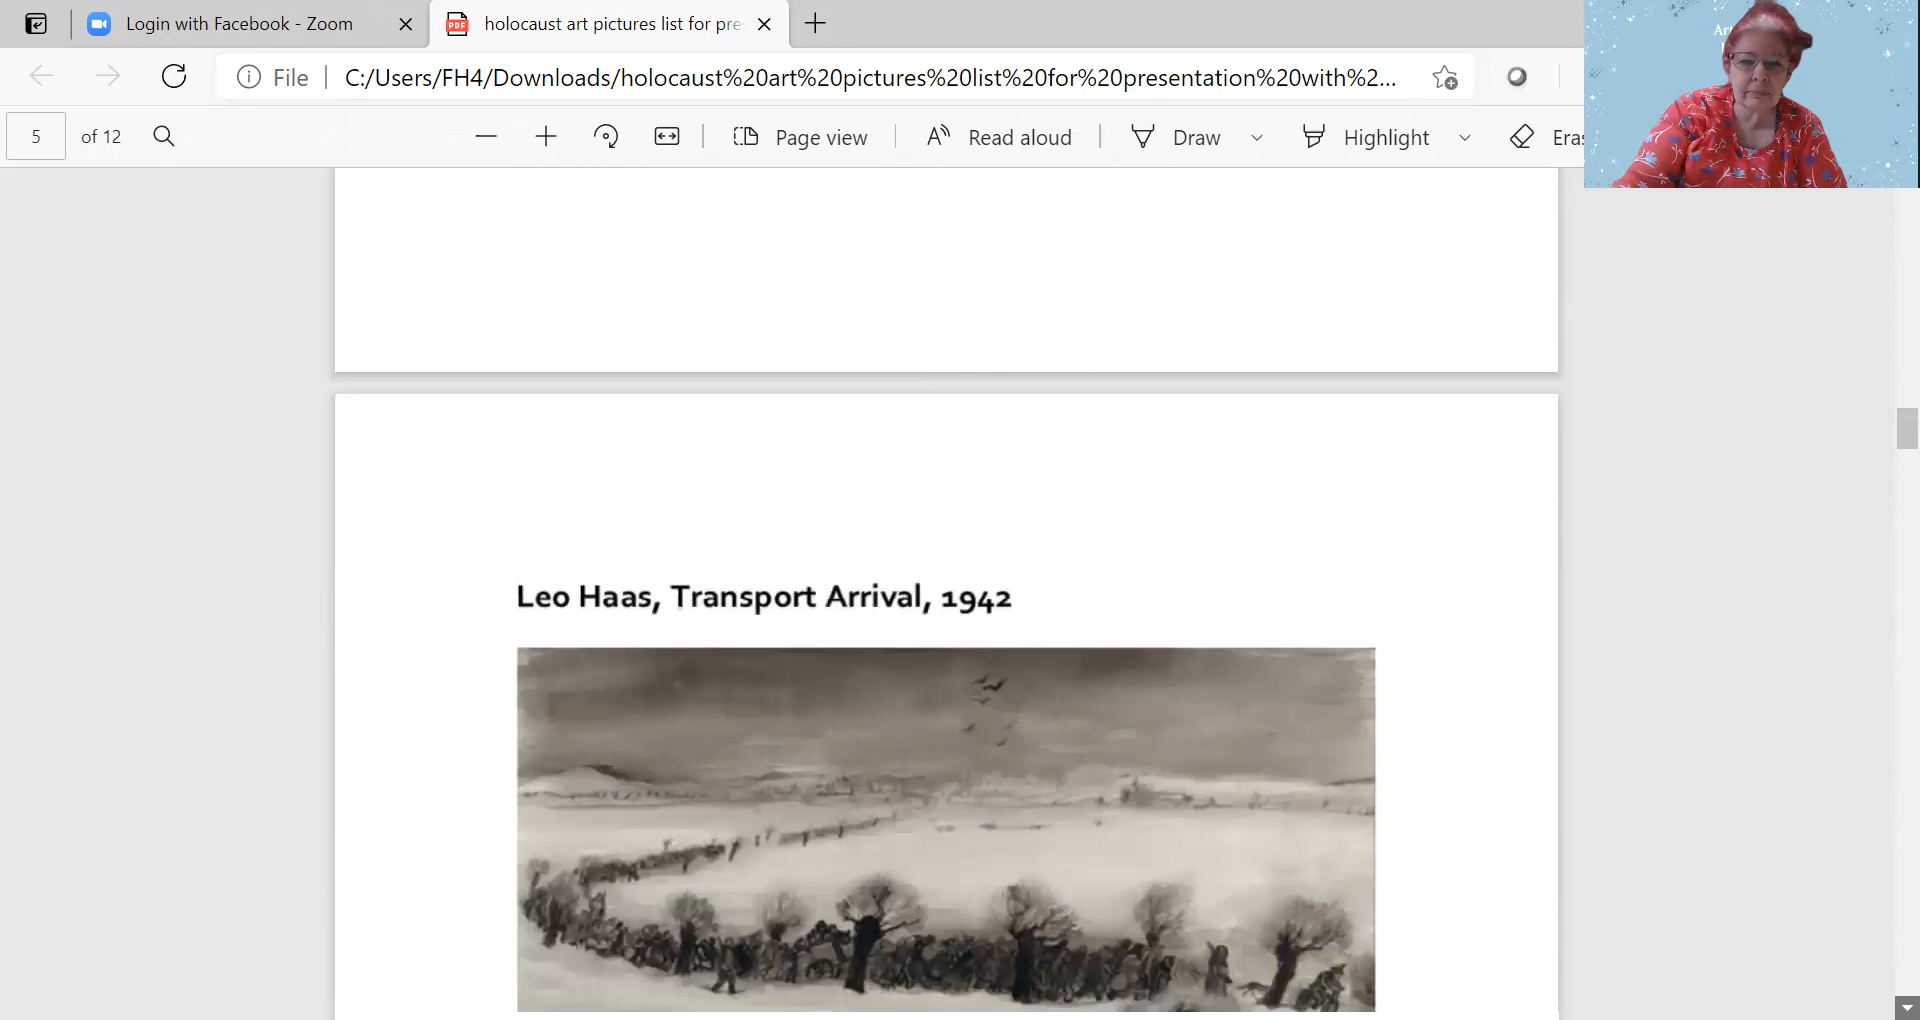 Login with Facebook - Zoom
holocaust art pictures list for pre
File
C:/Users/FH4/Downloads/holocaust%20art%20pictures%20list%20for%20presentation%20with%2...
5 of 12
Page view
Read aloud
Draw
Highlight
Eras
Leo Haas, Transport Arrival, 1942